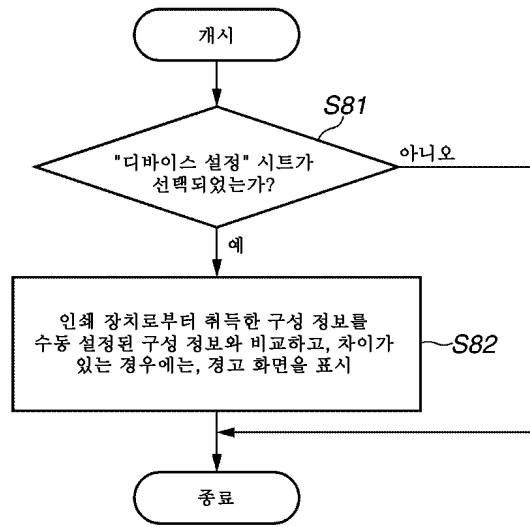 개시
S81
"디바이스 설정" 시트가
선택되었는가?
아니오
예
인쇄 장치로부터 취득한 구성 정보를
수동 설정된 구성 정보와 비교하고, 차이가
있는 경우에는, 경고 화면을 표시
S82
종료